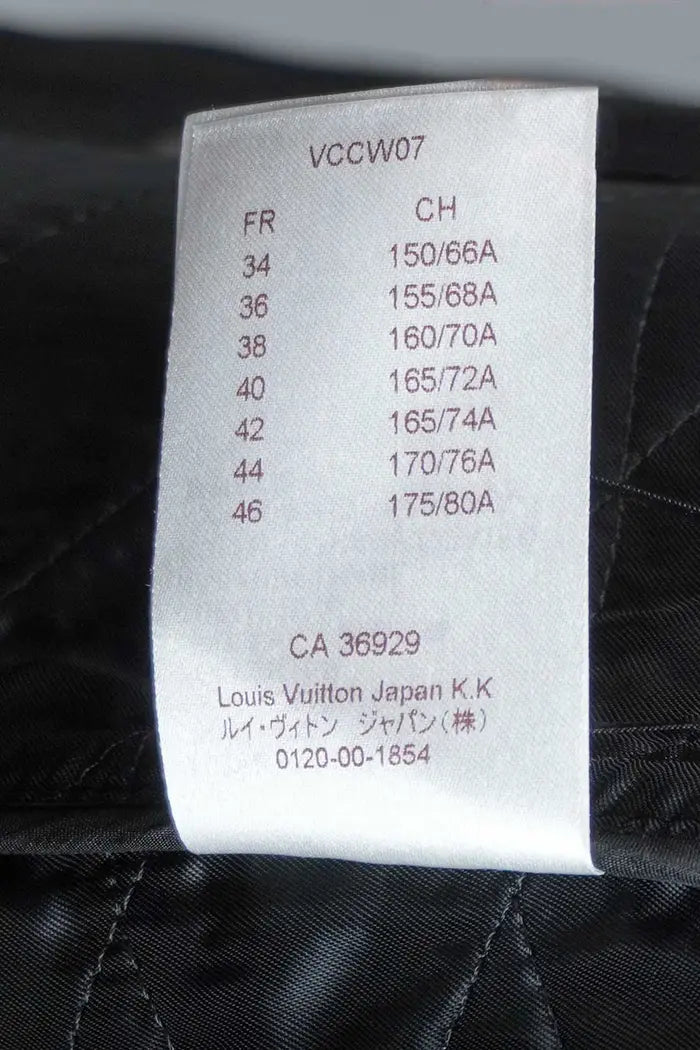 VCCW07
FR CH
34 150/66A
36 155/68A
38 160/70A
40 165/72A
42 165/74A
44 170/76A
46 175/80A
CA 36929
Louis Vuitton Japan K.K
ルイ・ヴィトン ジャパン(株)
0120-00-1854